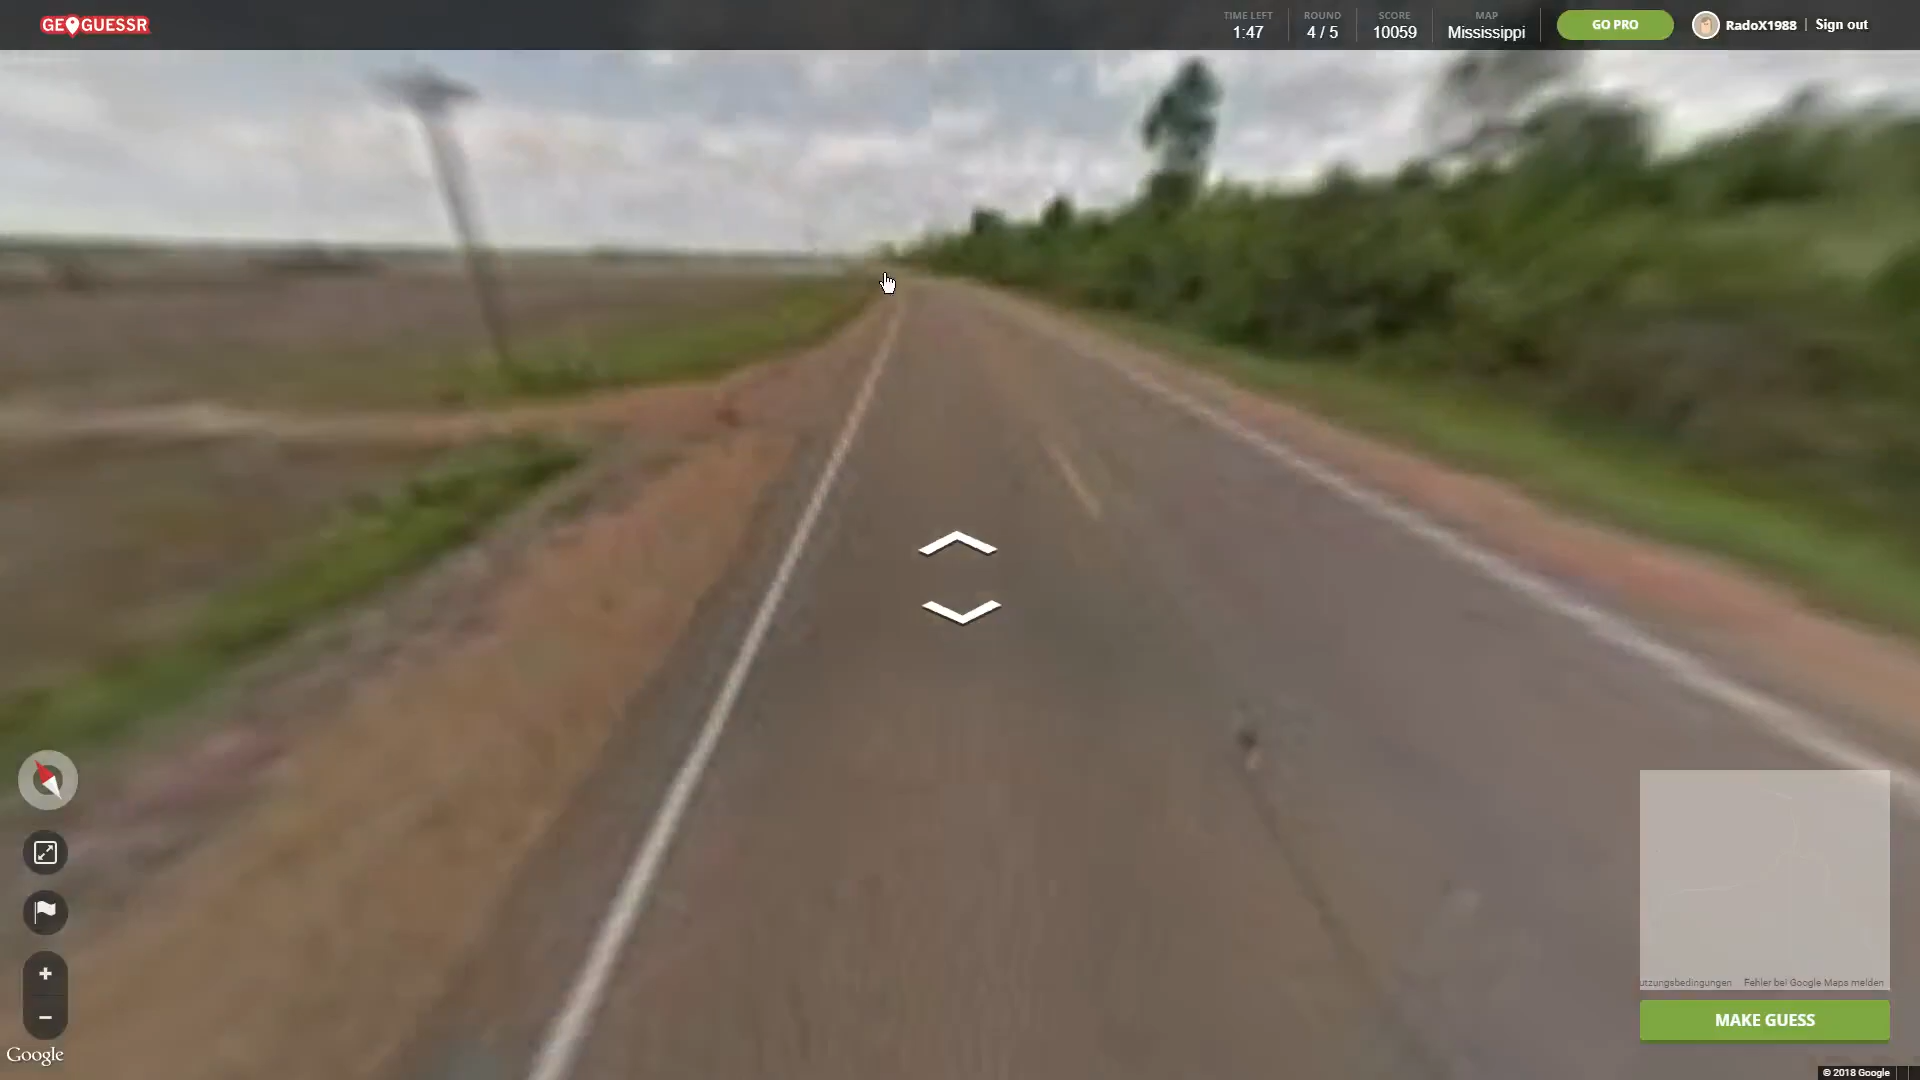 GEOGUESSR
TIME LEFT
1:47
ROUND
4 / 5
SCORE
10059
MAP
Mississippi
GO PRO
RadoX1988
Sign out
utzungsbedingungen
Fehler bei Google Maps melden
MAKE GUESS
Google
© 2018 Google